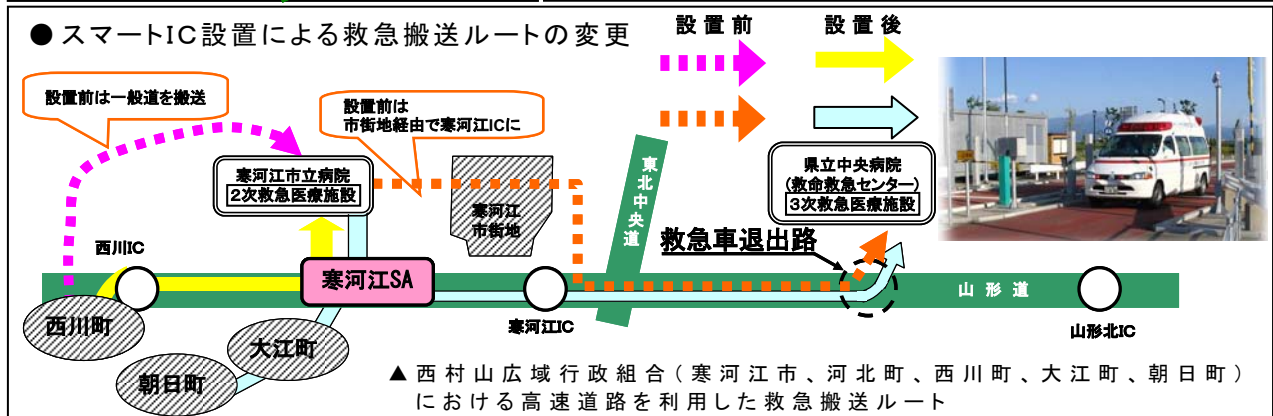 ●スマートIC設置による救急搬送ルートの変更
設置前
設置後
設置前は一般道を搬送
設置前は
市街地経由で寒河江ICに
寒河江市立病院
2次救急医療施設
寒河江
市街地
東北中央道
県立中央病院
(救命救急センター)
3次救急医療施設
救急車退出路
西川IC
寒河江SA
寒河江IC
山形道
山形北IC
西川町
大江町
朝日町
▲西村山広域行政組合(寒河江市、河北町、西川町、大江町、朝日町)
における高速道路を利用した救急搬送ルート